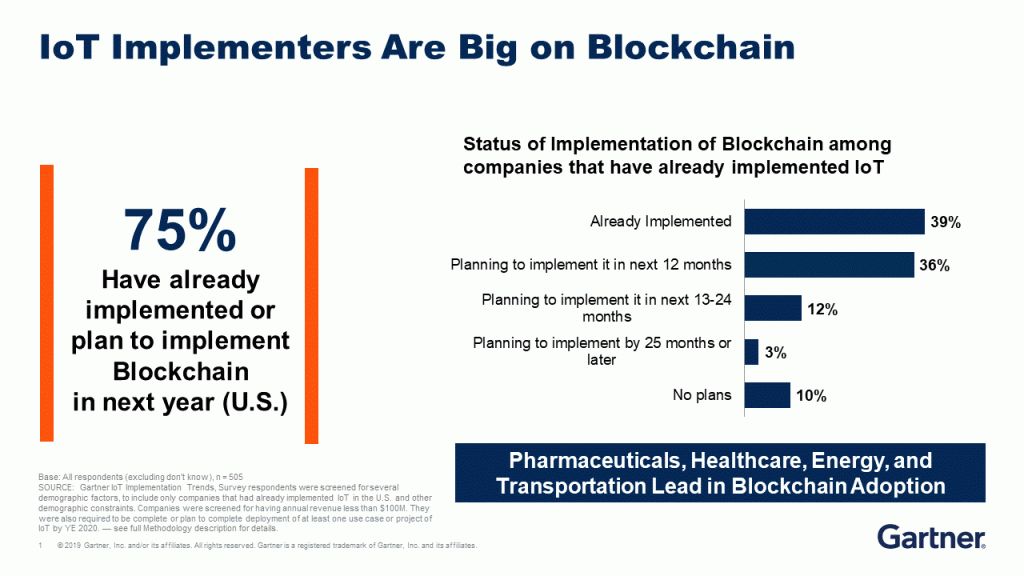 IoT Implementers Are Big on Blockchain
75%
Have already
implemented or
plan to implement
Blockchain
in next year (U.S.)
Status of Implementation of Blockchain among
companies that have already implemented IoT
Already Implemented
39%
Planning to implement it in next 12 months
36%
Planning to implement it in next 13-24
months
12%
Planning to implement by 25 months or
later
3%
No plans
10%
Pharmaceuticals, Healthcare, Energy, and
Transportation Lead in Blockchain Adoption
Base: All respondents (excluding don't know), n = 505
SOURCE: Gartner IoT Implementation Trends, Survey respondents were screened for several
demographic factors, to include only companies that had already implemented IoT in the U.S. and other
demographic constraints. Companies were screened for having annual revenue less than $100M. They
were also required to be complete or plan to complete deployment of at least one use case or project of
IoT by YE 2020. — see full Methodology description for details.
1 © 2019 Gartner, Inc. and/or its affiliates. All rights reserved. Gartner is a registered trademark of Gartner, Inc. and its affiliates.
Gartner®